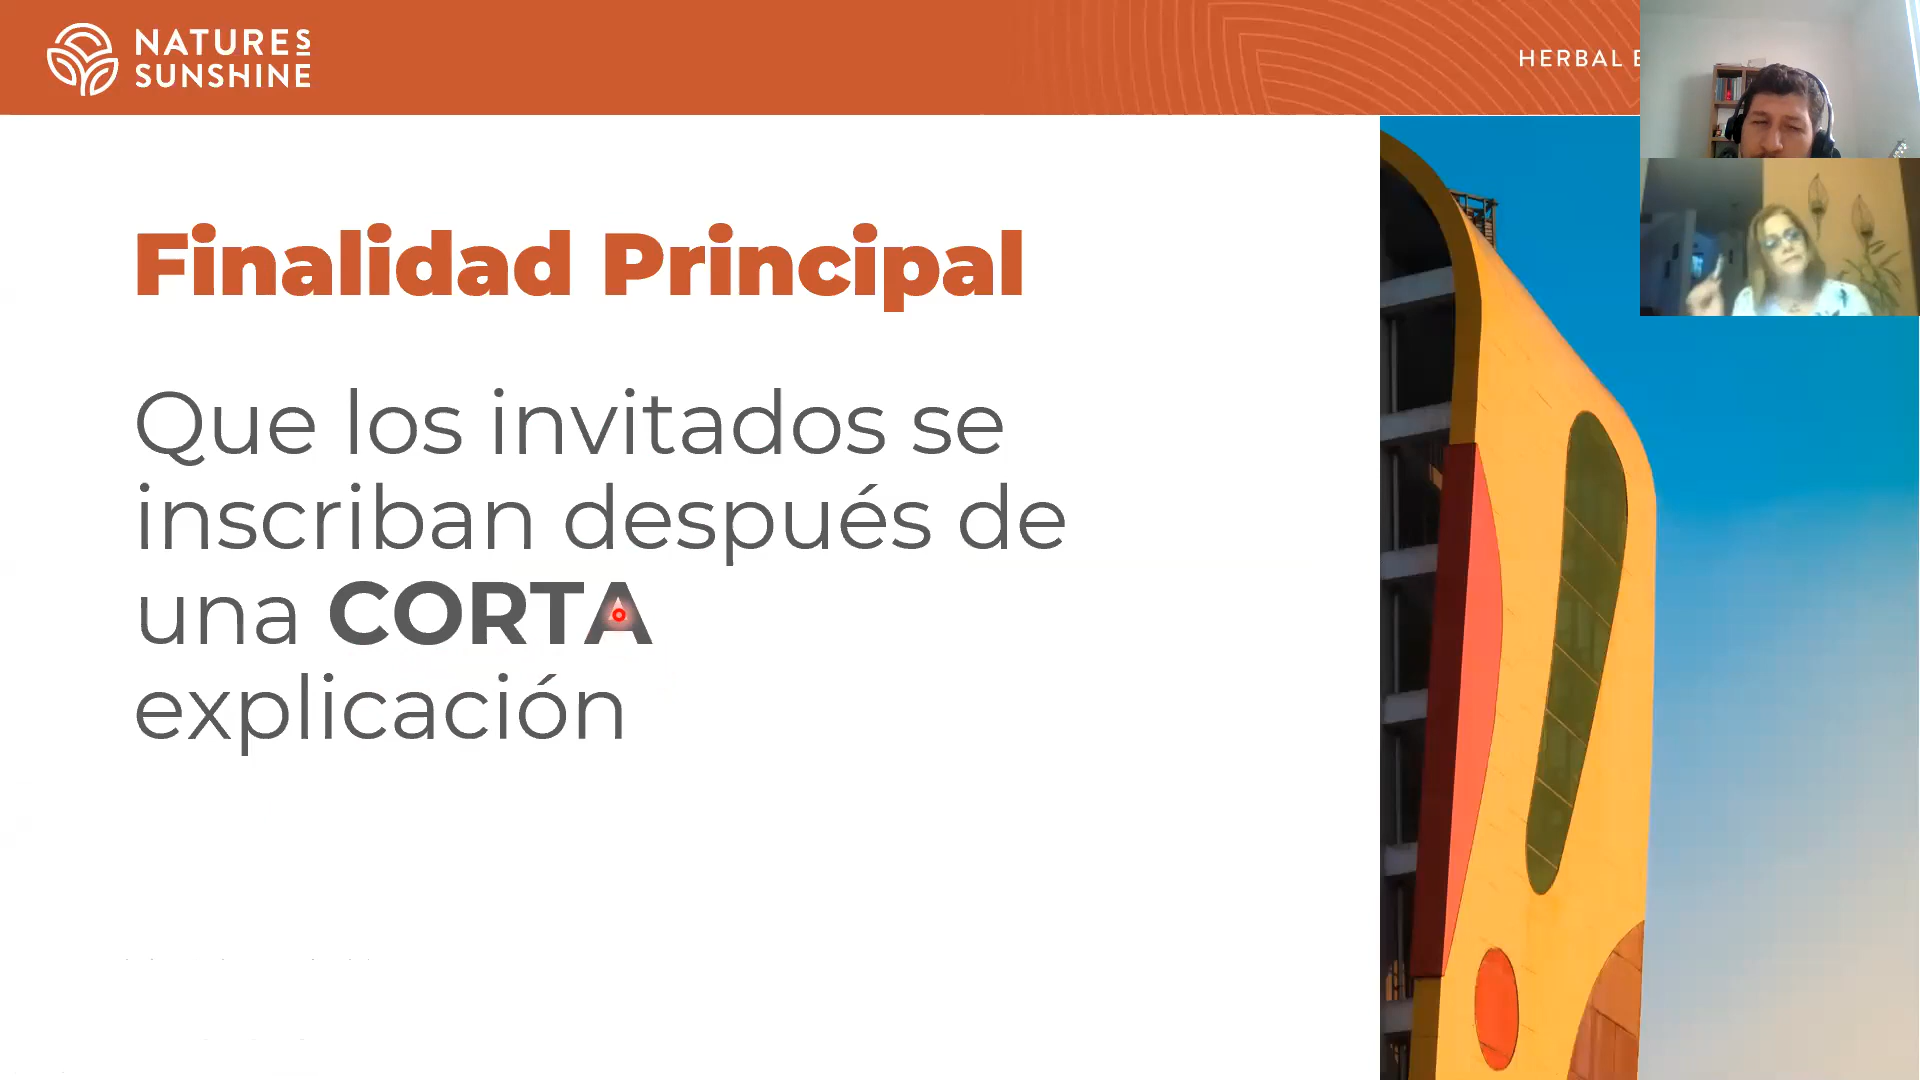 NATURES
SUNSHINE
HERBAL
Finalidad Principal
Que los invitados se
inscriban después de
una CORTA
explicación